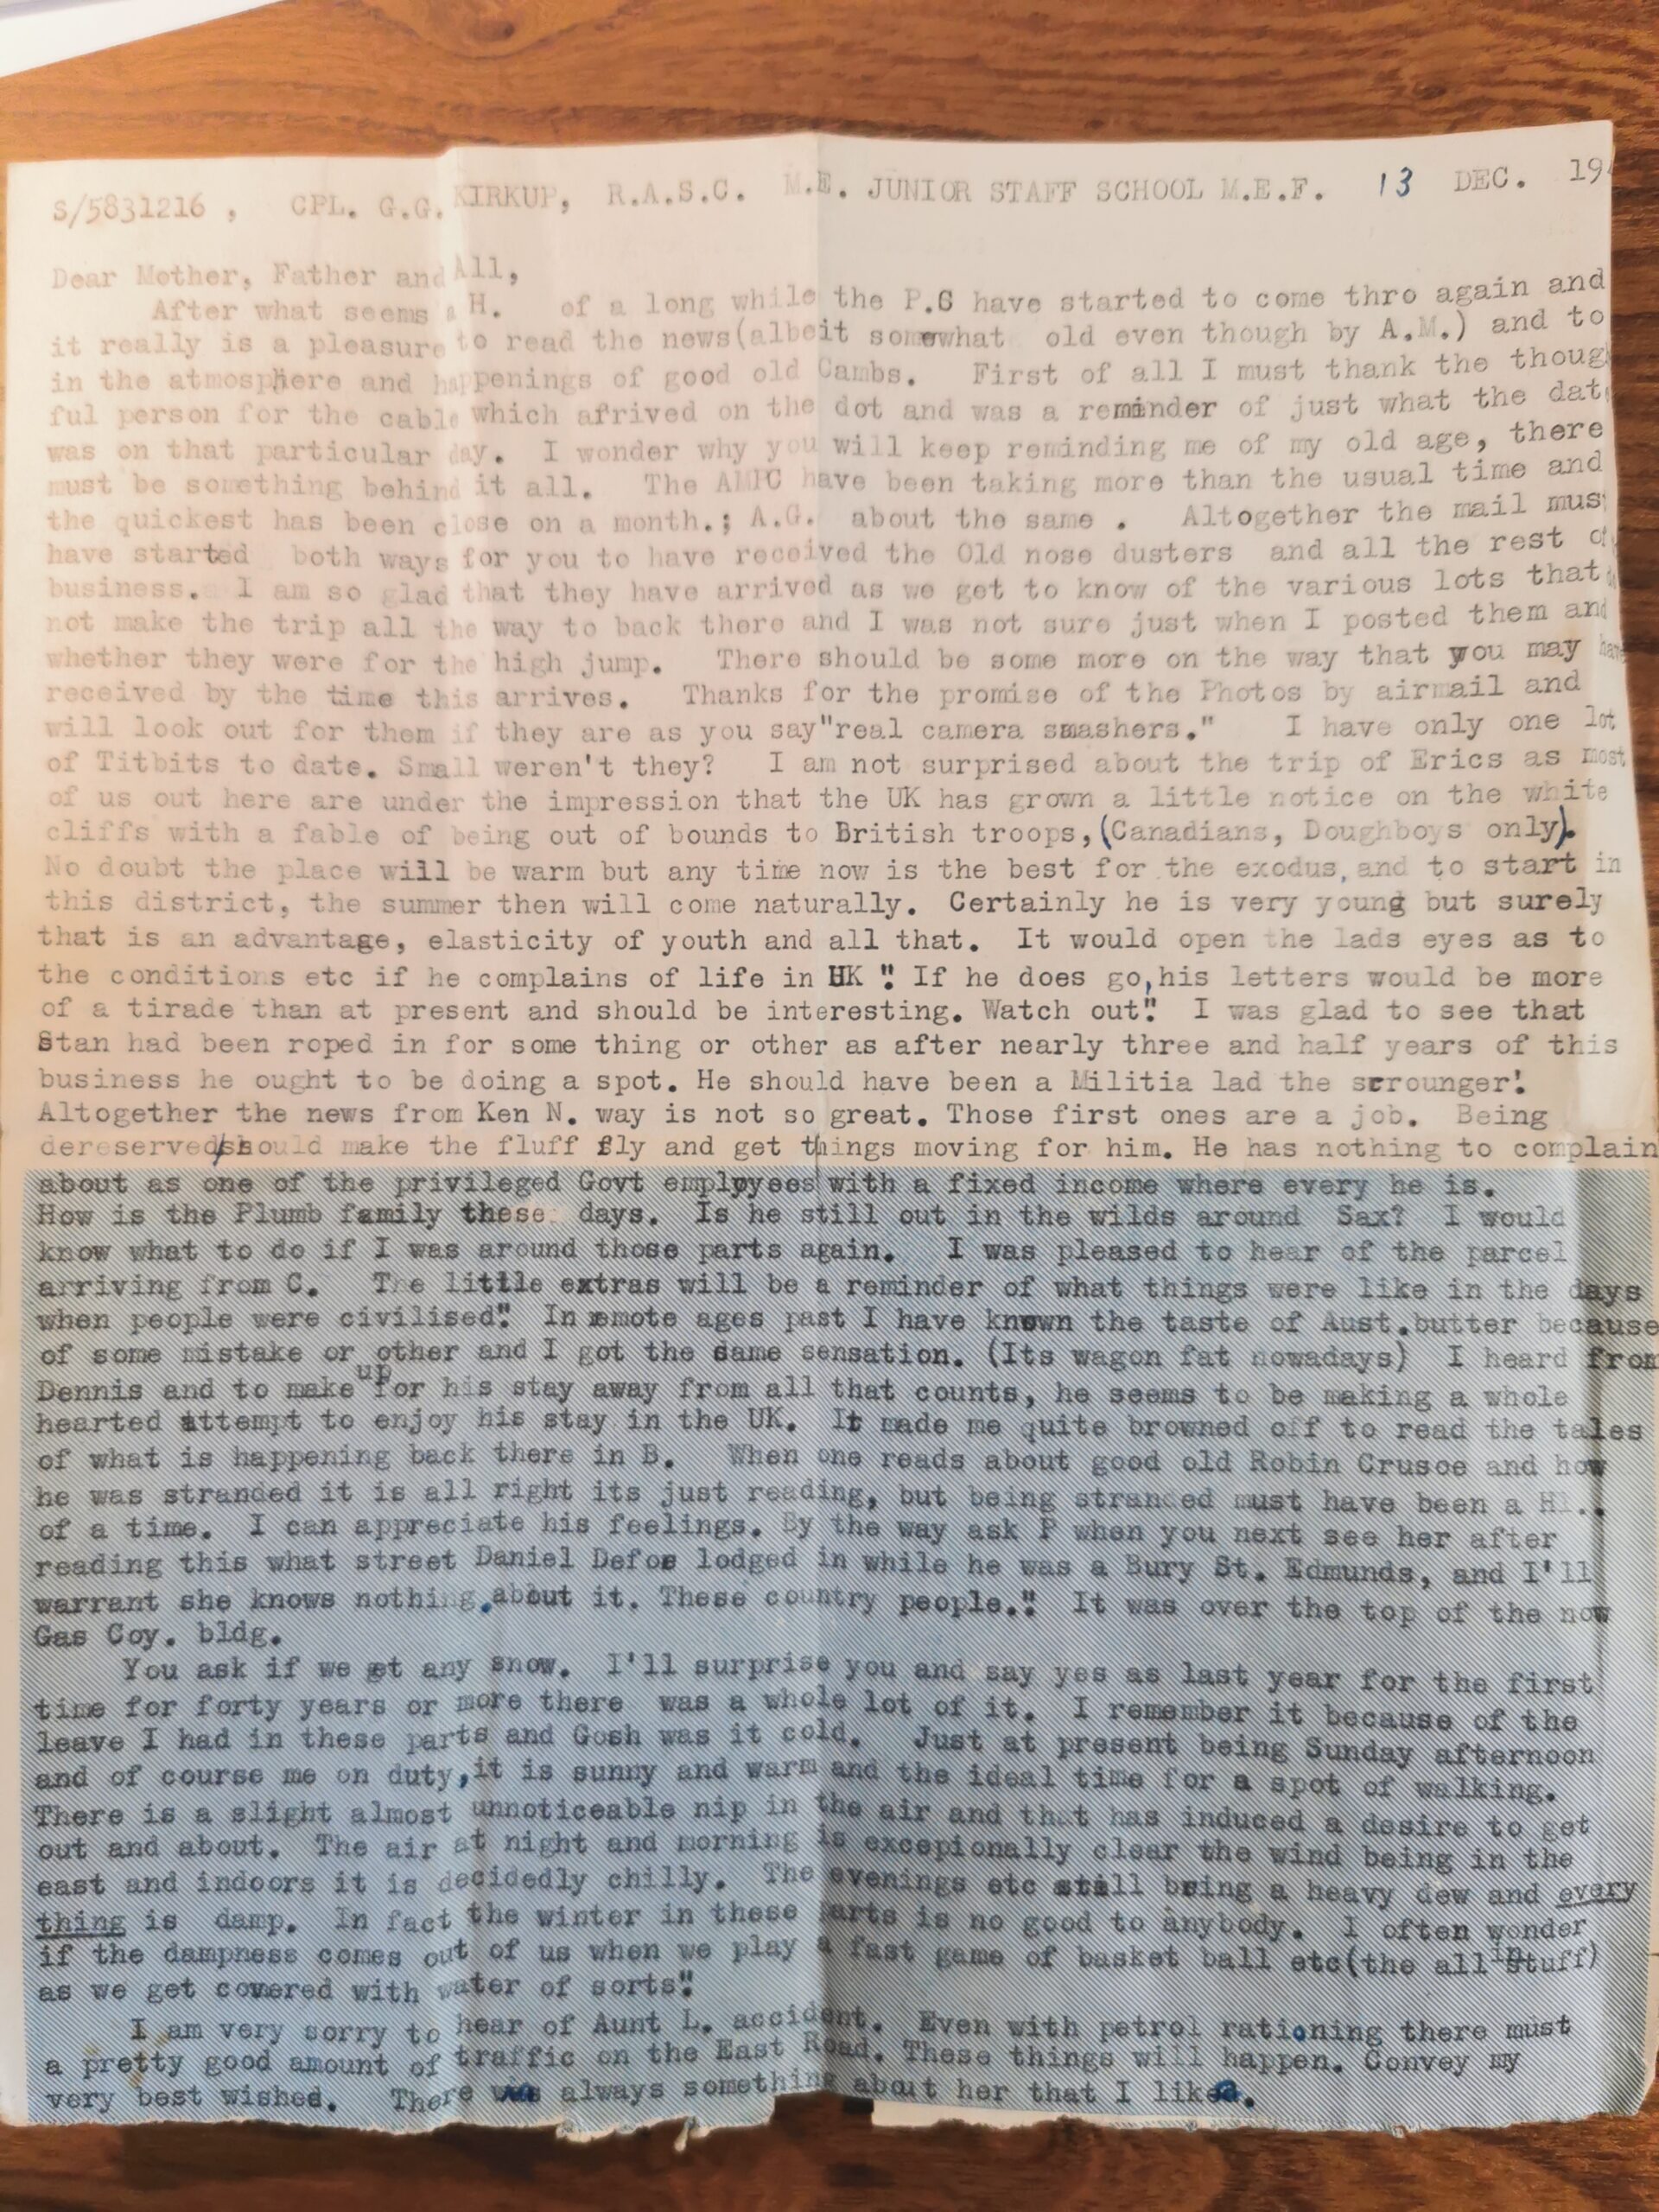 S/5831216 , CPL. G.G. KIRKUP, R.A.S.C. M.E. JUNIOR STAFF SCHOOL M.E.F. 13 DEC. 19
Dear Mother, Father and All,
After what seems a H. of a long while the P.C have started to come thro again and
it really is a pleasure to read the news(albeit somewhat old even though by A.M.) and to
in the atmosphere and happenings of good old Cambs. First of all I must thank the thoug
ful person for the cable which afrived on the dot and was a reminder of just what the dat
was on that particular day. I wonder why you will keep reminding me of my old age, there
must be something behind it all. The AMPC have been taking more than the usual time and
the quickest has been close on a month.; A.G. about the same . Altogether the mail mus
have started both ways for you to have received the Old nose dusters and all the rest of
business. I am so glad that they have arrived as we get to know of the various lots that
not make the trip all the way to back there and I was not sure just when I posted them and
whether they were for the high jump. There should be some more on the way that you may have
received by the time this arrives. Thanks for the promise of the Photos by airmail and
will look out for them if they are as you say"real camera smashers." I have only one lot
of Titbits to date. Small weren't they? I am not surprised about the trip of Erics as most
of us out here are under the impression that the UK has grown a little notice on the white
cliffs with a fable of being out of bounds to British troops,(Canadians, Doughboys only).
No doubt the place will be warm but any time now is the best for the exodus,and to start in
this district, the summer then will come naturally. Certainly he is very young but surely
that is an advantage, elasticity of youth and all that. It would open the lads eyes as to
the conditions etc if he complains of life in UK " If he does go,his letters would be more
of a tirade than at present and should be interesting. Watch out". I was glad to see that
Stan had been roped in for some thing or other as after nearly three and half years of this
business he ought to be doing a spot. He should have been a Militia lad the scrounger!
Altogether the news from Ken N. way is not so great. Those first ones are a job. Being
dereserved/should make the fluff fly and get things moving for him. He has nothing to complain
about as one of the privileged Govt employees with a fixed income where every he is.
How is the Plumb family these days. Is he still out in the wilds around Sax? I would
know what to do if I was around those parts again. I was pleased to hear of the parcel
arriving from C. The little extras will be a reminder of what things were like in the days
when people were civilised". In emote ages past I have known the taste of Aust.butter because
of some mistake or other and I got the same sensation. (Its wagon fat nowadays) I heard from
Dennis and to make up for his stay away from all that counts, he seems to be making a whole
hearted attempt to enjoy his stay in the UK. It made me quite browned off to read the tales
of what is happening back there in B. When one reads about good old Robin Crusoe and how
he was stranded it is all right its just reading, but being stranded must have been a Hl..
of a time. I can appreciate his feelings. By the way ask P when you next see her after
reading this what street Daniel Defoe lodged in while he was a Bury St. Edmunds, and I'll
warrant she knows nothing,about it. These country people.". It was over the top of the now
Gas Coy. bldg.
You ask if we get any snow. I'll surprise you and say yes as last year for the first
time for forty years or more there was a whole lot of it. I remember it because of the
leave I had in these parts and Gosh was it cold. Just at present being Sunday afternoon
and of course me on duty,it is sunny and warm and the ideal time for a spot of walking.
There is a slight almost unnoticeable nip in the air and that has induced a desire to get
out and about. The air at night and morning is excepionally clear the wind being in the
east and indoors it is decidedly chilly. The evenings etc still bring a heavy dew and every
thing is damp. In fact the winter in these parts is no good to anybody. I often wonder
if the dampness comes out of us when we play a fast game of basket ball etc(the all in stuff)
as we get covered with water of sorts".
I am very sorry to hear of Aunt L. accident. Even with petrol rationing there must
a pretty good amount of traffic on the East Road. These things will happen. Convey my
very best wished. There was always something about her that I liked.